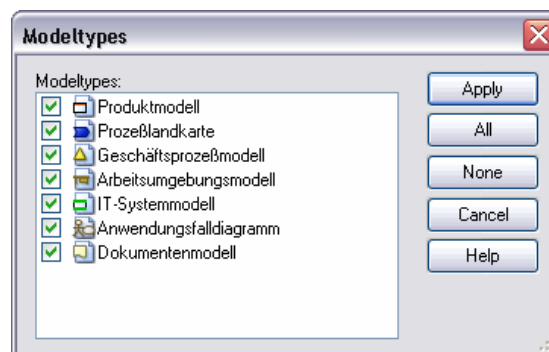 Modeltypes
Modeltypes:
Produktmodell
Prozeßlandkarte
Geschäftsprozeßmodell
Arbeitsumgebungsmodell
IT-Systemmodell
Anwendungsfalldiagramm
Dokumentenmodell
Apply
All
None
Cancel
Help